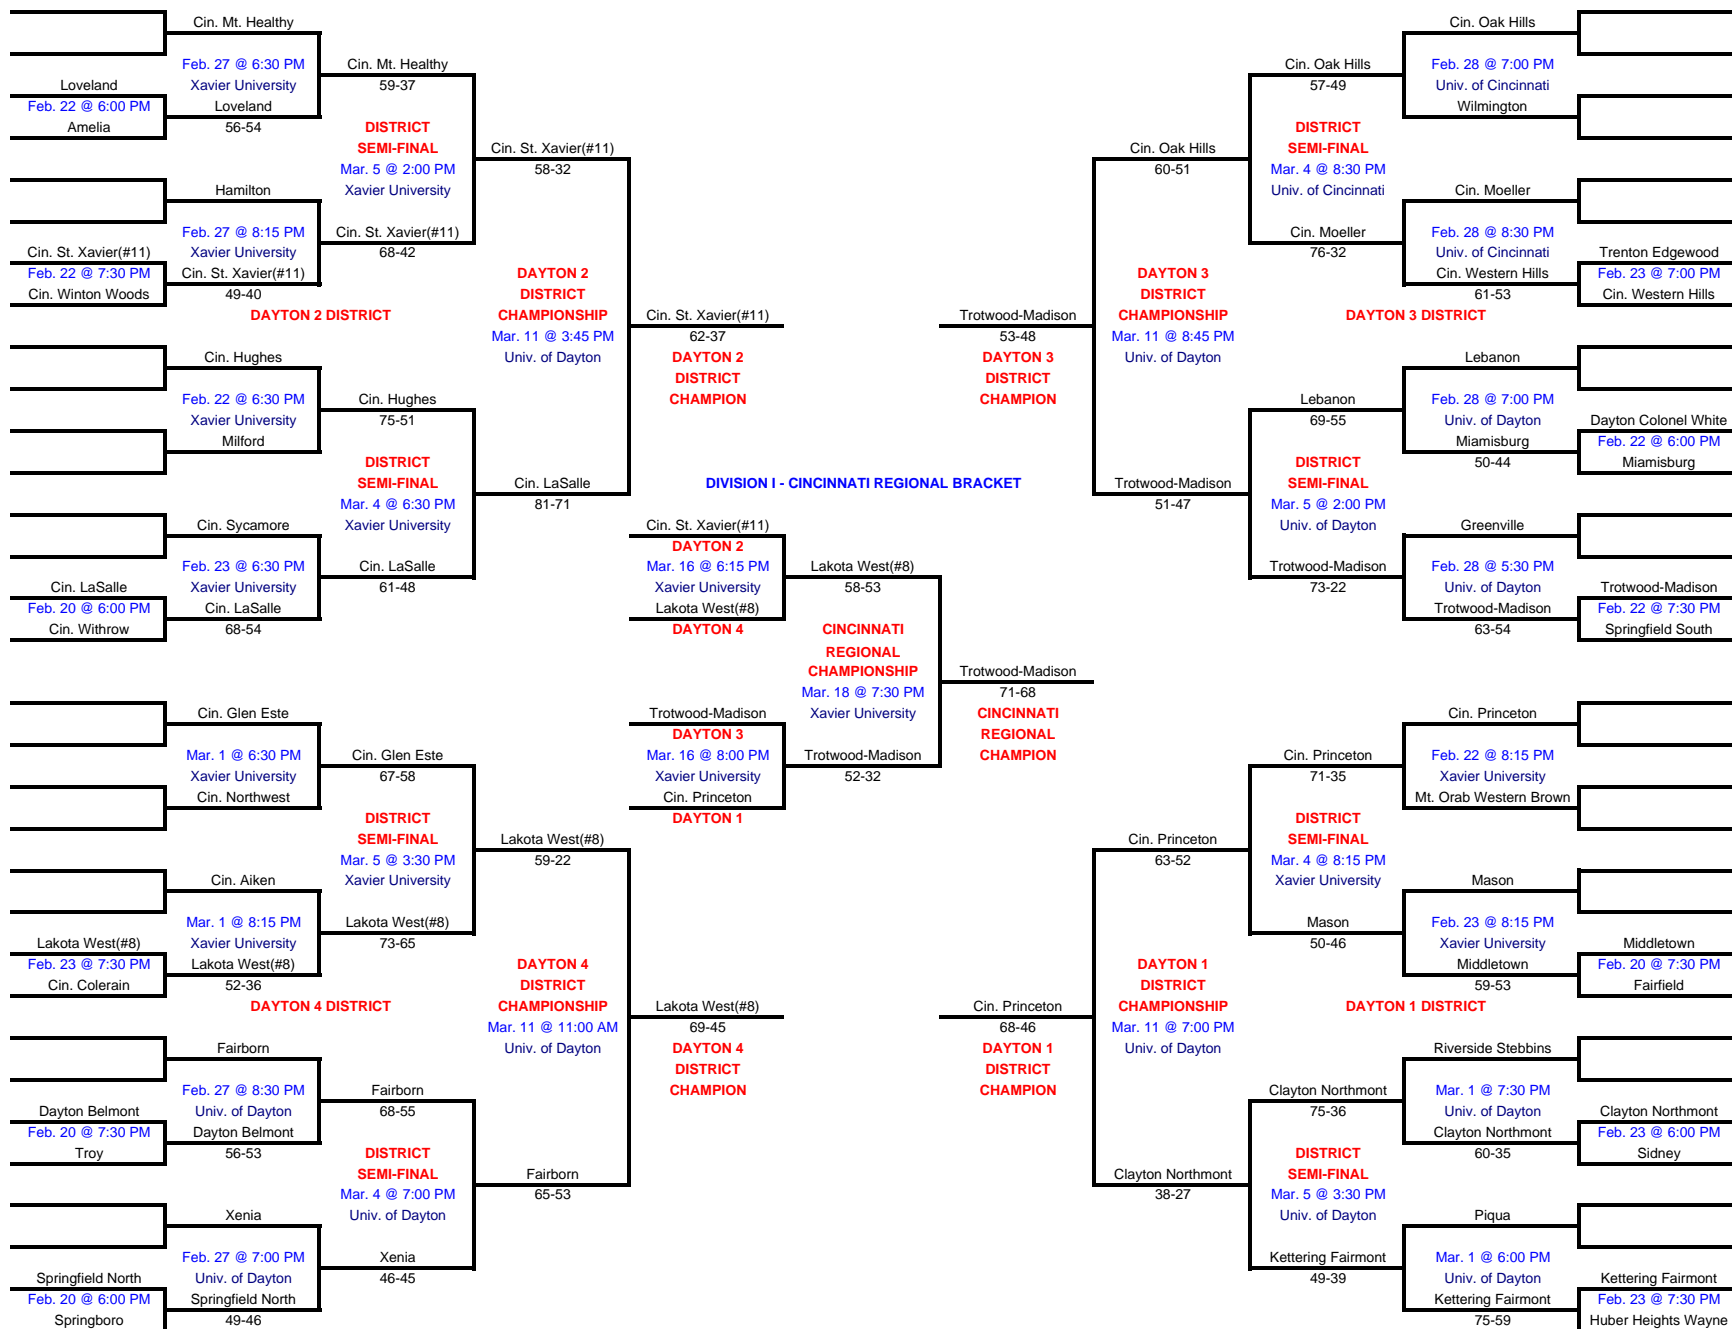 Cin. Mt. Healthy
Feb. 27 @ 6:30 PM
Cin. Mt. Healthy
Loveland
Xavier University
59-37
Feb. 22 @ 6:00 PM
Loveland
Amelia
56-54
DISTRICT
SEMI-FINAL
Cin. St. Xavier(#11)
Mar. 5 @ 2:00 PM
58-32
Hamilton
Xavier University
Feb. 27 @ 8:15 PM
Cin. St. Xavier(#11)
Cin. St. Xavier(#11)
Xavier University
68-42
Feb. 22 @ 7:30 PM
Cin. St. Xavier(#11)
Cin. Winton Woods
49-40
DAYTON 2 DISTRICT
DAYTON 2
DISTRICT
CHAMPIONSHIP
Mar. 11 @ 3:45 PM
Univ. of Dayton
Cin. St. Xavier(#11)
62-37
DAYTON 2
DISTRICT
CHAMPION
Cin. Hughes
Feb. 22 @ 6:30 PM
Cin. Hughes
Xavier University
75-51
Milford
DISTRICT
SEMI-FINAL
Cin. LaSalle
Mar. 4 @ 6:30 PM
81-71
Cin. Sycamore
Xavier University
Feb. 23 @ 6:30 PM
Cin. LaSalle
Cin. LaSalle
Xavier University
61-48
Feb. 20 @ 6:00 PM
Cin. LaSalle
Cin. Withrow
68-54
Cin. Oak Hills
Cin. Oak Hills
Feb. 28 @ 7:00 PM
57-49
Univ. of Cincinnati
Wilmington
DISTRICT
Cin. Oak Hills
SEMI-FINAL
60-51
Mar. 4 @ 8:30 PM
Univ. of Cincinnati
Cin. Moeller
Cin. Moeller
Feb. 28 @ 8:30 PM
76-32
Univ. of Cincinnati
Trenton Edgewood
Cin. Western Hills
Feb. 23 @ 7:00 PM
61-53
Cin. Western Hills
DAYTON 3
DISTRICT
CHAMPIONSHIP
DAYTON 3 DISTRICT
Trotwood-Madison
Mar. 11 @ 8:45 PM
53-48
Univ. of Dayton
DAYTON 3
DISTRICT
CHAMPION
Lebanon
Lebanon
Feb. 28 @ 7:00 PM
69-55
Univ. of Dayton
Dayton Colonel White
Miamisburg
Feb. 22 @ 6:00 PM
50-44
Miamisburg
DISTRICT
SEMI-FINAL
Trotwood-Madison
Mar. 5 @ 2:00 PM
51-47
Univ. of Dayton
Greenville
Trotwood-Madison
Feb. 28 @ 5:30 PM
73-22
Univ. of Dayton
Trotwood-Madison
Trotwood-Madison
Feb. 22 @ 7:30 PM
63-54
Springfield South
DIVISION I - CINCINNATI REGIONAL BRACKET
Cin. St. Xavier(#11)
DAYTON 2
Mar. 16 @ 6:15 PM
Lakota West(#8)
Xavier University
58-53
Lakota West(#8)
DAYTON 4
CINCINNATI
REGIONAL
CHAMPIONSHIP
Mar. 18 @ 7:30 PM
Xavier University
Trotwood-Madison
71-68
CINCINNATI
REGIONAL
CHAMPION
Trotwood-Madison
DAYTON 3
Mar. 16 @ 8:00 PM
Trotwood-Madison
Xavier University
52-32
Cin. Princeton
DAYTON 1
Cin. Glen Este
Mar. 1 @ 6:30 PM
Cin. Glen Este
Xavier University
67-58
Cin. Northwest
DISTRICT
SEMI-FINAL
Lakota West(#8)
Mar. 5 @ 3:30 PM
59-22
Cin. Aiken
Xavier University
Mar. 1 @ 8:15 PM
Lakota West(#8)
Lakota West(#8)
Xavier University
73-65
Feb. 23 @ 7:30 PM
Lakota West(#8)
Cin. Colerain
52-36
DAYTON 4 DISTRICT
DAYTON 4
DISTRICT
CHAMPIONSHIP
Mar. 11 @ 11:00 AM
Univ. of Dayton
Lakota West(#8)
69-45
DAYTON 4
DISTRICT
CHAMPION
Fairborn
Feb. 27 @ 8:30 PM
Fairborn
Dayton Belmont
Univ. of Dayton
68-55
Feb. 20 @ 7:30 PM
Dayton Belmont
Troy
56-53
DISTRICT
SEMI-FINAL
Fairborn
Mar. 4 @ 7:00 PM
65-53
Xenia
Univ. of Dayton
Feb. 27 @ 7:00 PM
Xenia
Springfield North
Univ. of Dayton
46-45
Feb. 20 @ 6:00 PM
Springfield North
Springboro
49-46
Cin. Princeton
Cin. Princeton
Feb. 22 @ 8:15 PM
71-35
Xavier University
Mt. Orab Western Brown
DISTRICT
SEMI-FINAL
Cin. Princeton
Mar. 4 @ 8:15 PM
63-52
Xavier University
Mason
Mason
Feb. 23 @ 8:15 PM
50-46
Xavier University
Middletown
Middletown
Feb. 20 @ 7:30 PM
59-53
Fairfield
DAYTON 1
DISTRICT
CHAMPIONSHIP
DAYTON 1 DISTRICT
Cin. Princeton
Mar. 11 @ 7:00 PM
68-46
Univ. of Dayton
DAYTON 1
DISTRICT
CHAMPION
Riverside Stebbins
Clayton Northmont
Mar. 1 @ 7:30 PM
75-36
Univ. of Dayton
Clayton Northmont
Clayton Northmont
Feb. 23 @ 6:00 PM
60-35
Sidney
DISTRICT
SEMI-FINAL
Clayton Northmont
Mar. 5 @ 3:30 PM
38-27
Univ. of Dayton
Piqua
Kettering Fairmont
Mar. 1 @ 6:00 PM
49-39
Univ. of Dayton
Kettering Fairmont
Kettering Fairmont
Feb. 23 @ 7:30 PM
75-59
Huber Heights Wayne